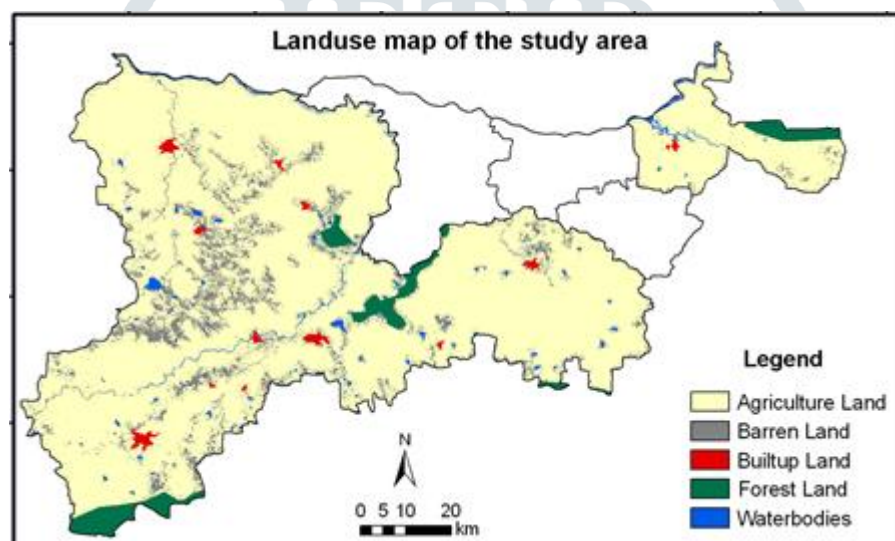 Landuse map of the study area
Legend
Agriculture Land
Barren Land
Builtup Land
Forest Land
Waterbodies
N
0 5 10 20
km